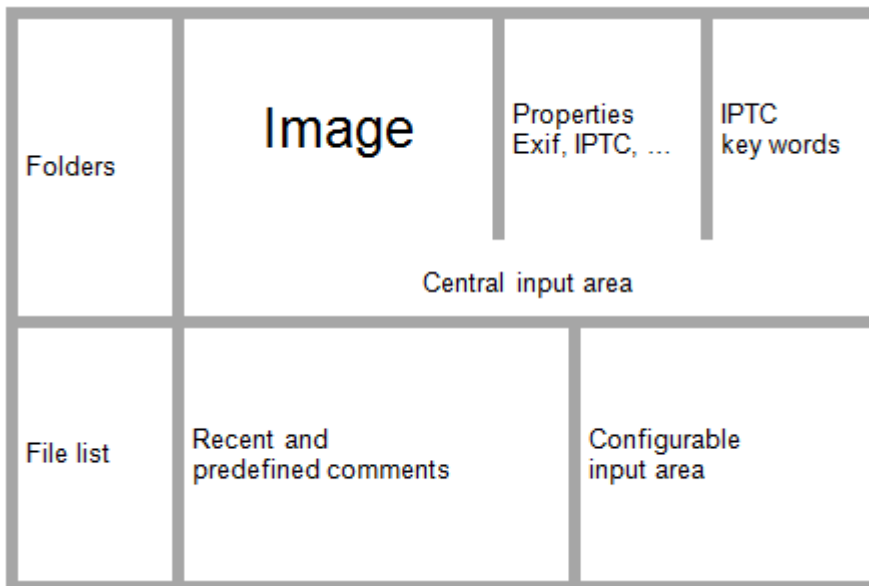 Folders
Image
Properties
Exif, IPTC, ...
IPTC
key words
Central input area
File list
Recent and
predefined comments
Configurable
input area